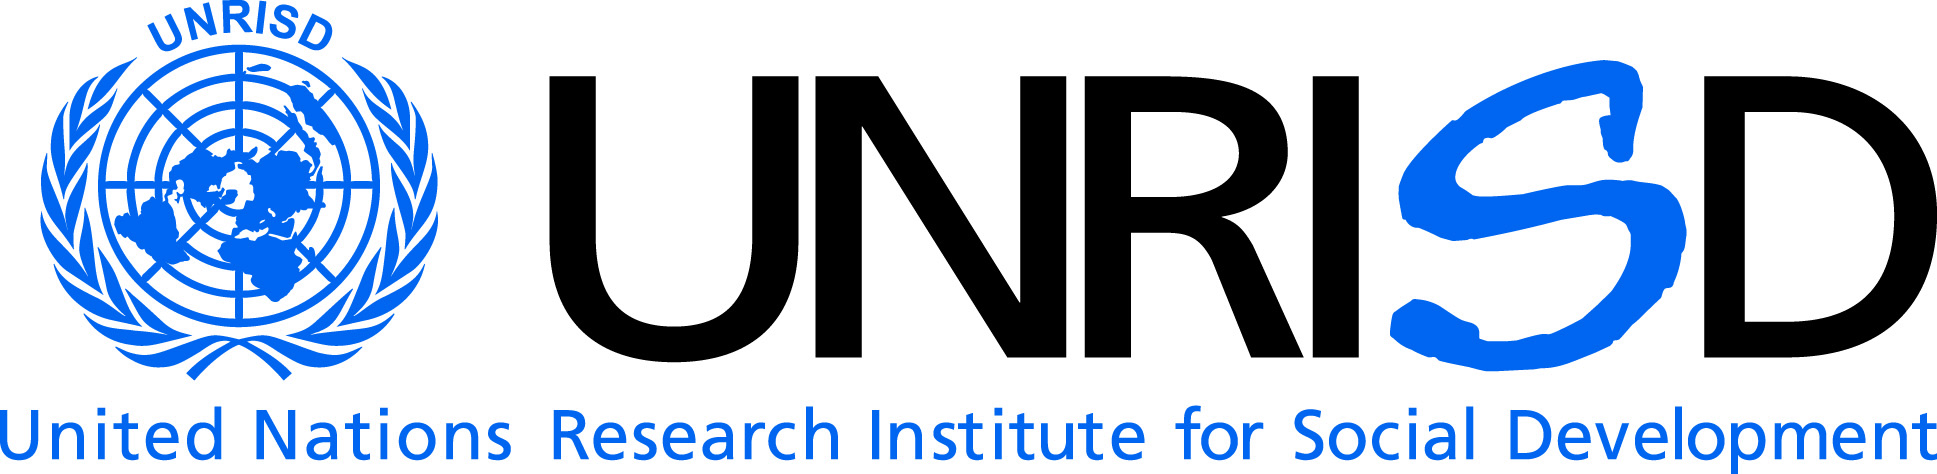 UNRISD
UNRISD
United Nations Research Institute for Social Development